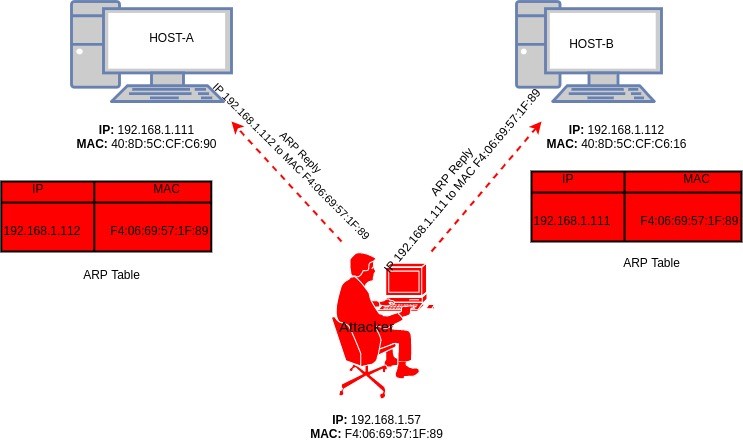 HOST-A
HOST-B
IP 192.168.1.112 to MAC F4:06:69:57:1F:89
ARP Reply
ARP Reply
IP 192.168.1.111 to MAC F4:06:69:57:1F:89
IP: 192.168.1.111
MAC: 40:8D:5C:CF:C6:90
IP: 192.168.1.112
MAC: 40:8D:5C:CF:C6:16
IP MAC
192.168.1.112 F4:06:69:57:1F:89
ARP Table
IP MAC
192.168.1.111 F4:06:69:57:1F:89
ARP Table
Attacker
IP: 192.168.1.57
MAC: F4:06:69:57:1F:89